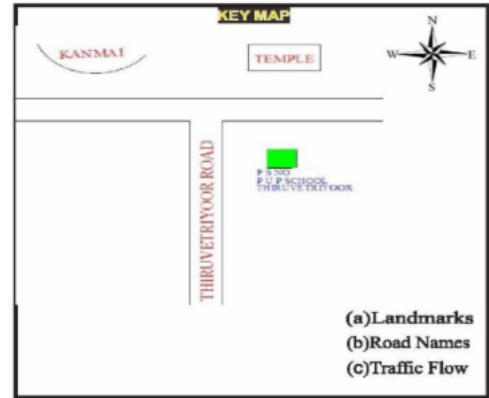 KEY MAP
N
KANMAI
TEMPLE
W
E
S
THIRUVETRIYOOR ROAD
P S NO
P U P SCHOOL
THIRUVETRIYOOR
(a)Landmarks
(b)Road Names
(c)Traffic Flow